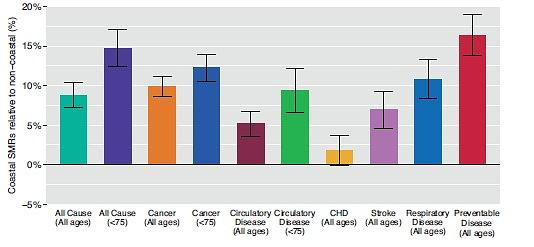 Coastal SMRs relative to non–coastal (%)
20%
15%
10%
5%
0%
−5%
All Cause
(All ages)
All Cause
(<75)
Cancer
(All ages)
Cancer
(<75)
Circulatory
Disease
(All ages)
Circulatory
Disease
(<75)
CHD
(All ages)
Stroke
(All ages)
Respiratory
Disease
(All ages)
Preventable
Disease
(All ages)